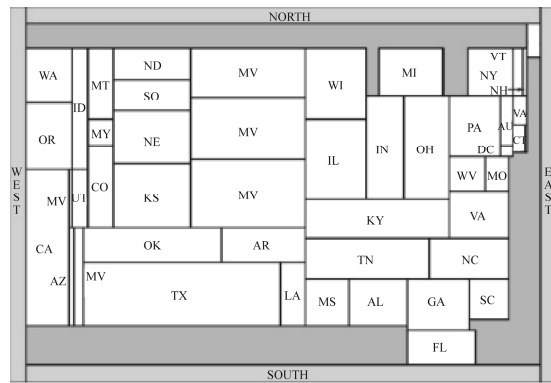 NORTH
WA
ID
MT
ND
MV
WI
MI
VT
NY
NH
SO
OR
MY
NE
MV
IL
IN
OH
PA
AU
VA
CT
DC
WEST
MV
UT
CO
KS
MV
WV
MO
EAST
KY
VA
CA
AZ
OK
AR
TN
NC
MV
TX
LA
MS
AL
GA
SC
FL
SOUTH